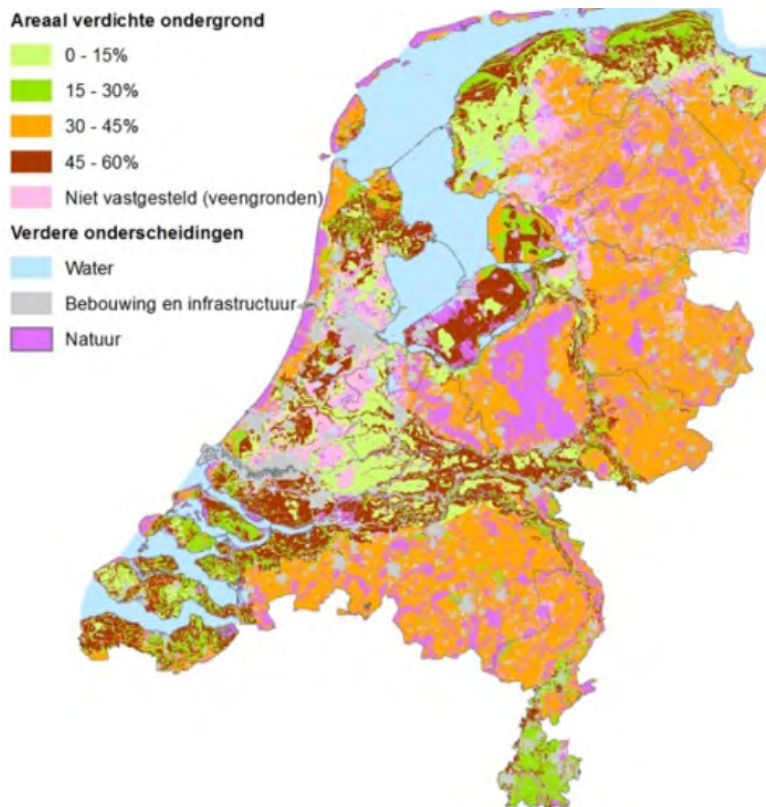 Areaal verdichte ondergrond
0 - 15%
15 - 30%
30 - 45%
45 - 60%
Niet vastgesteld (veengronden)
Verdere onderscheidingen
Water
Bebouwing en infrastructuur
Natuur